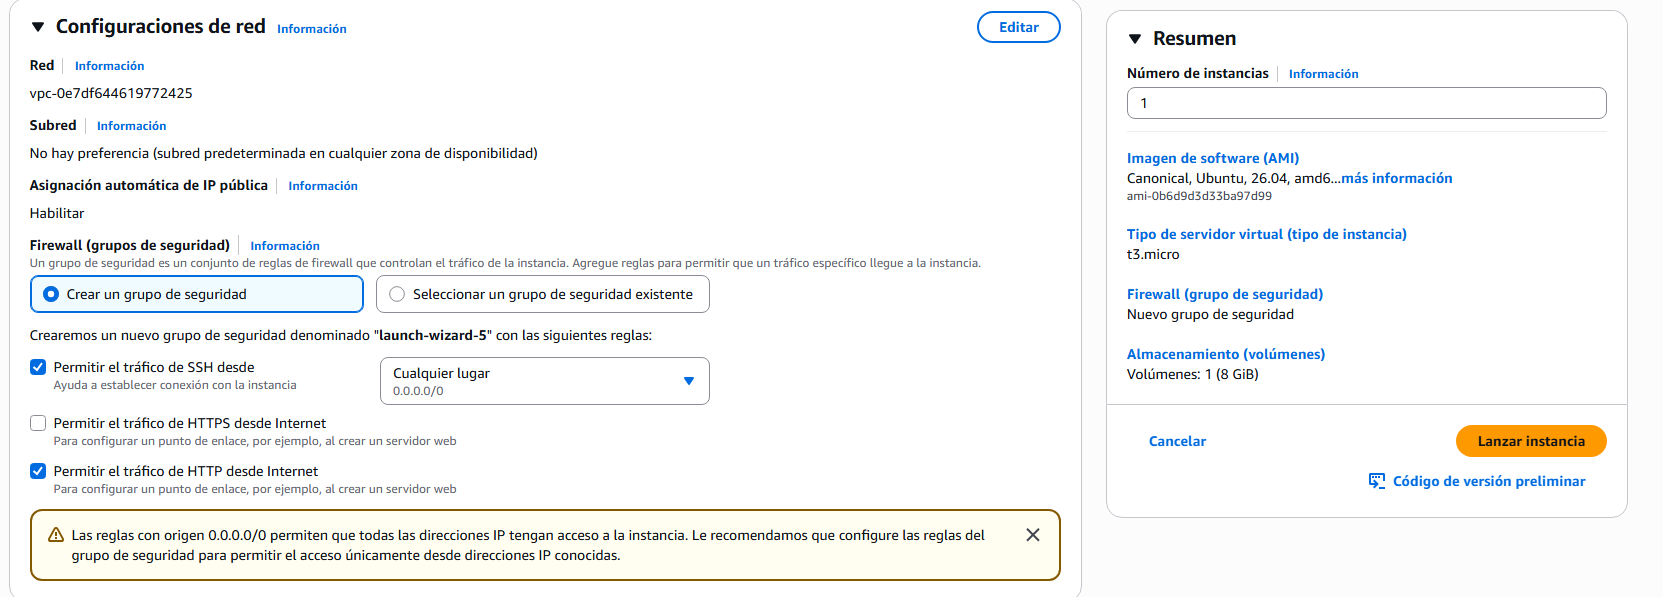 Configuraciones de red Información
Editar
Red Información
vpc-0e7df644619772425
Subred Información
No hay preferencia (subred predeterminada en cualquier zona de disponibilidad)
Asignación automática de IP pública Información
Habilitar
Firewall (grupos de seguridad) Información
Un grupo de seguridad es un conjunto de reglas de firewall que controlan el tráfico de la instancia. Agregue reglas para permitir que un tráfico específico llegue a la instancia.
Crear un grupo de seguridad
Seleccionar un grupo de seguridad existente
Crearemos un nuevo grupo de seguridad denominado "launch-wizard-5" con las siguientes reglas:
Permitir el tráfico de SSH desde
Ayuda a establecer conexión con la instancia
Cualquier lugar
0.0.0.0/0
Permitir el tráfico de HTTPS desde Internet
Para configurar un punto de enlace, por ejemplo, al crear un servidor web
Permitir el tráfico de HTTP desde Internet
Para configurar un punto de enlace, por ejemplo, al crear un servidor web
Las reglas con origen 0.0.0.0/0 permiten que todas las direcciones IP tengan acceso a la instancia. Le recomendamos que configure las reglas del
grupo de seguridad para permitir el acceso únicamente desde direcciones IP conocidas.
Resumen
Número de instancias Información
1
Imagen de software (AMI)
Canonical, Ubuntu, 26.04, amd6...más información
ami-0b6d9d3d33ba97d99
Tipo de servidor virtual (tipo de instancia)
t3.micro
Firewall (grupo de seguridad)
Nuevo grupo de seguridad
Almacenamiento (volúmenes)
Volúmenes: 1 (8 GiB)
Cancelar
Lanzar instancia
Código de versión preliminar